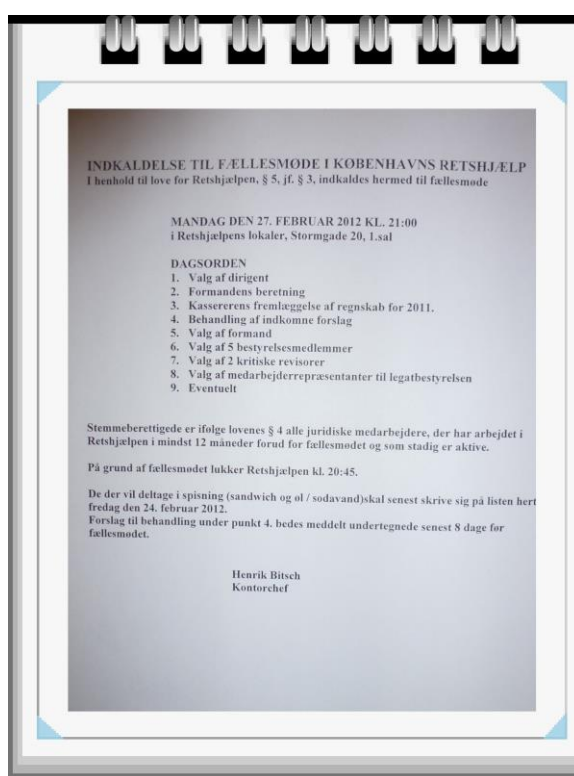 INDKALDELSE TIL FÆLLESMØDE I KØBENHAVNS RETSHJÆLP
I henhold til love for Retshjælpen, § 5, jf. § 3, indkaldes hermed til fællesmøde
MANDAG DEN 27. FEBRUAR 2012 KL. 21:00
i Retshjælpens lokaler, Stormgade 20, 1.sal
DAGSORDEN
1. Valg af dirigent
2. Formandens beretning
3. Kassererens fremlæggelse af regnskab for 2011.
4. Behandling af indkomne forslag
5. Valg af formand
6. Valg af 5 bestyrelsesmedlemmer
7. Valg af 2 kritiske revisorer
8. Valg af medarbejderrepræsentanter til legatbestyrelsen
9. Eventuelt
Stemmeberettigede er ifølge lovenes § 4 alle juridiske medarbejdere, der har arbejdet i
Retshjælpen i mindst 12 måneder forud for fællesmødet og som stadig er aktive.
På grund af fællesmødet lukker Retshjælpen kl. 20:45.
De der vil deltage i spisning (sandwich og øl / sodavand)skal senest skrive sig på listen hert
fredag den 24. februar 2012.
Forslag til behandling under punkt 4. bedes meddelt undertegnede senest 8 dage før
fællesmødet.
Henrik Bitsch
Kontorchef